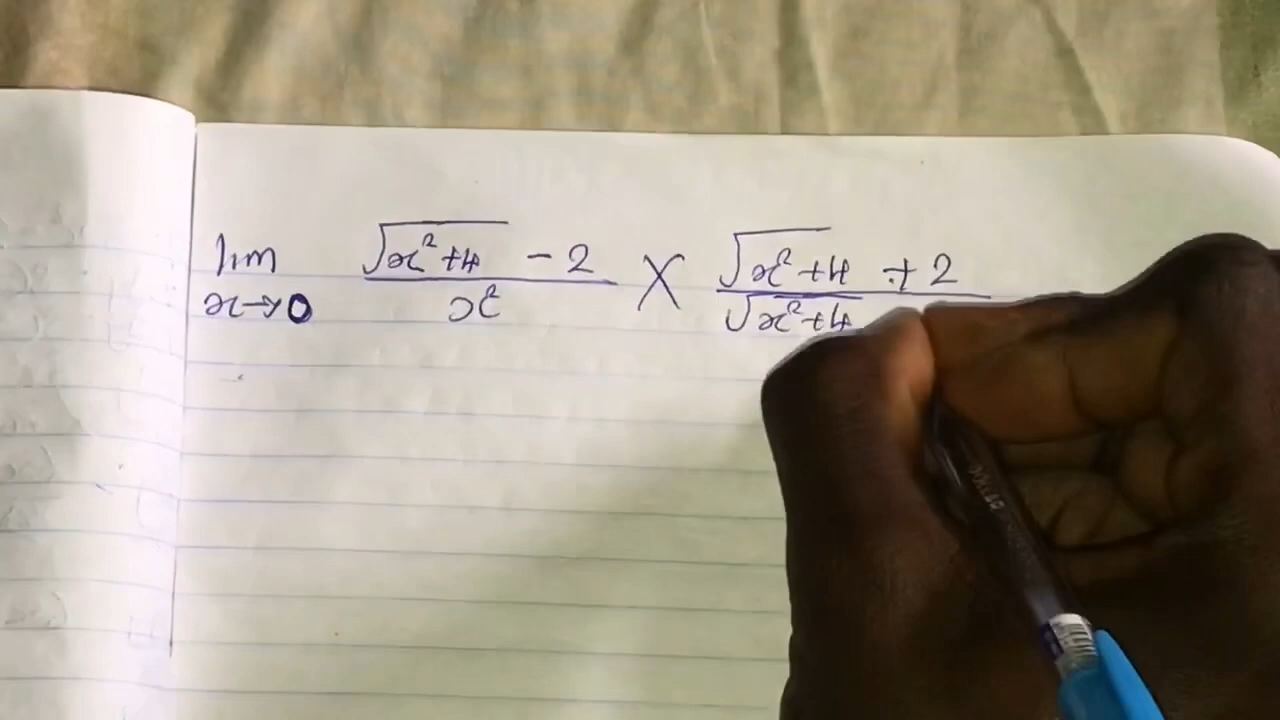 lim √x²+4 - 2 / x² × √x²+4 + 2 / √x²+4
x→0